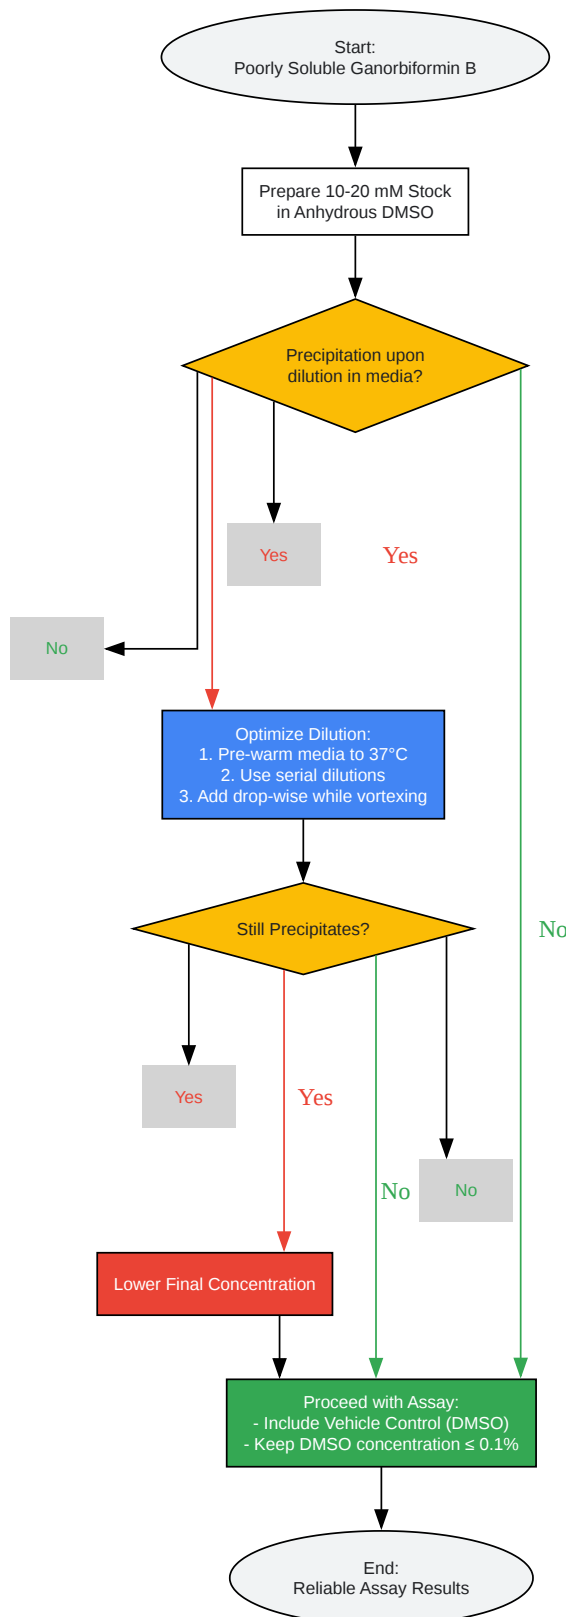 Start:
Poorly Soluble Ganorbiformin B
Prepare 10-20 mM Stock
in Anhydrous DMSO
Precipitation upon
dilution in media?
Yes
Yes
No
Optimize Dilution:
1. Pre-warm media to 37°C
2. Use serial dilutions
3. Add drop-wise while vortexing
Still Precipitates?
No
Yes
Yes
No
No
Lower Final Concentration
Proceed with Assay:
- Include Vehicle Control (DMSO)
- Keep DMSO concentration ≤ 0.1%
End:
Reliable Assay Results